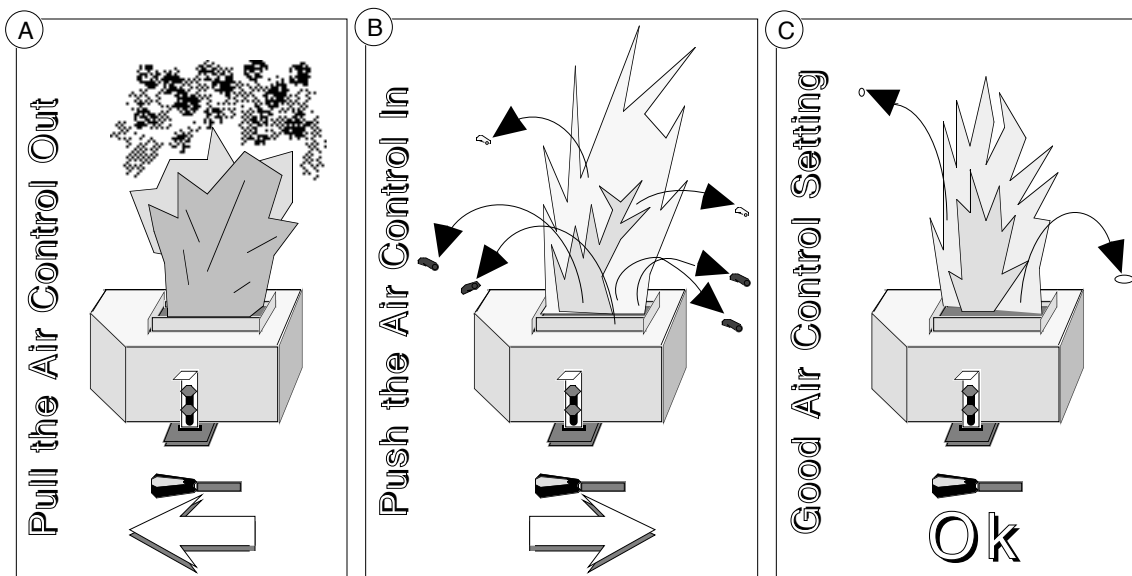 A
Pull the Air Control Out
B
Push the Air Control In
C
Good Air Control Setting
Ok